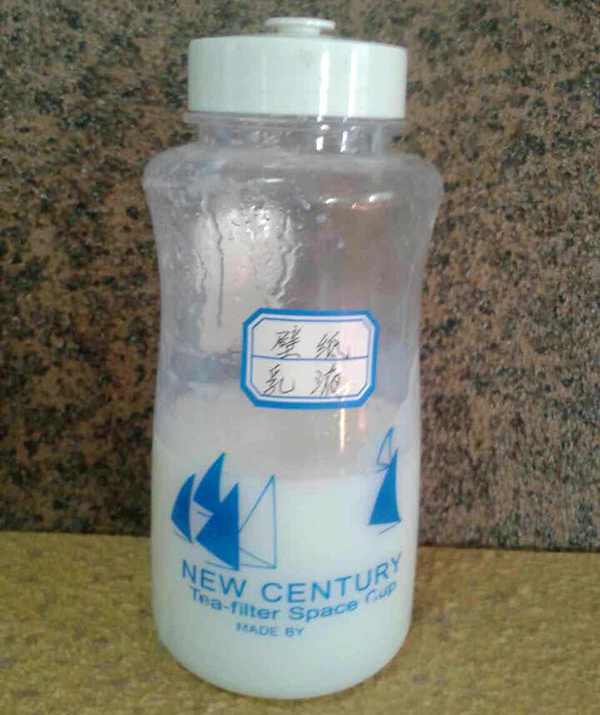 壁纸
乳液
NEW CENTURY
Tea-filter Space Cup
MADE BY